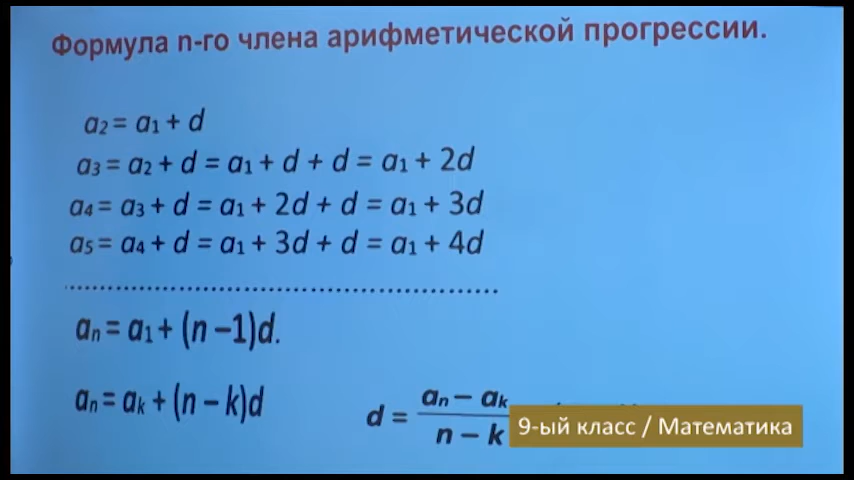 Формула n-го члена арифметической прогрессии.
a₂ = a₁ + d
a₃ = a₂ + d = a₁ + d + d = a₁ + 2d
a₄ = a₃ + d = a₁ + 2d + d = a₁ + 3d
a₅ = a₄ + d = a₁ + 3d + d = a₁ + 4d
................................................
aₙ = a₁ + (n – 1)d.
aₙ = aₖ + (n – k)d
d = (aₙ – aₖ) / (n – k)
9-ый класс / Математика